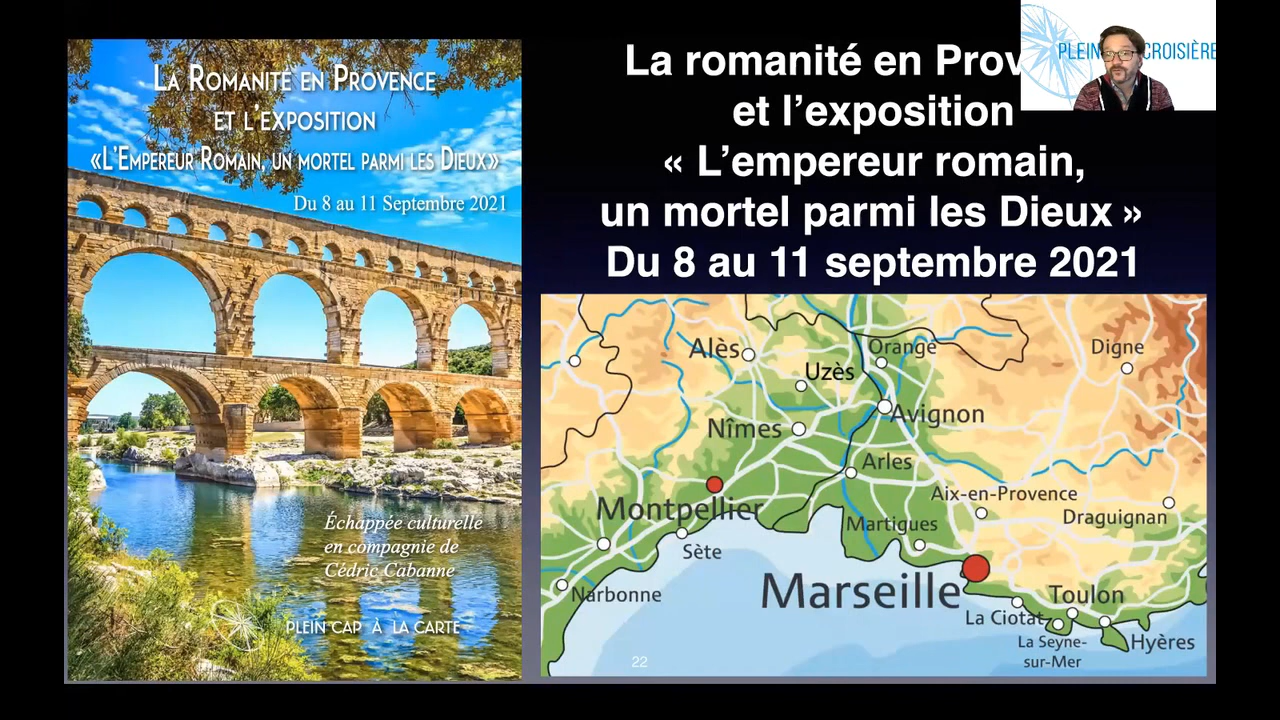 La Romanité en Provence
et l'exposition
«L'Empereur Romain, un mortel parmi les Dieux»
Du 8 au 11 Septembre 2021
Échappée culturelle
en compagnie de
Cédric Cabanne
PLEIN CAP À LA CARTE
La romanité en Prov
et l'exposition
« L'empereur romain,
un mortel parmi les Dieux »
Du 8 au 11 septembre 2021
PLEIN CROISIÈRE
Alès
Orange
Digne
Uzès
Avignon
Nîmes
Arles
Aix-en-Provence
Montpellier
Draguignan
Martigues
Sète
Marseille
Narbonne
Toulon
La Ciotat
La Seyne-
sur-Mer
Hyères
22